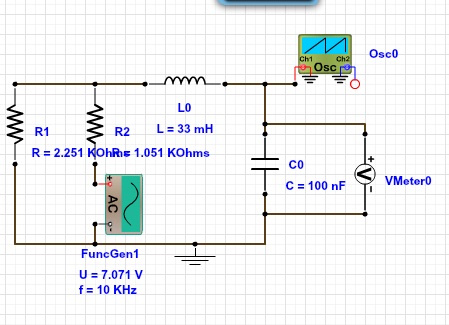 Osc0
Ch1 Ch2
Osc
L0
L = 33 mH
R1
R2
R = 2.251 KOhms
R = 1.051 KOhms
C0
C = 100 nF
+
V
VMeter0
-
+
AC
-
FuncGen1
U = 7.071 V
f = 10 KHz